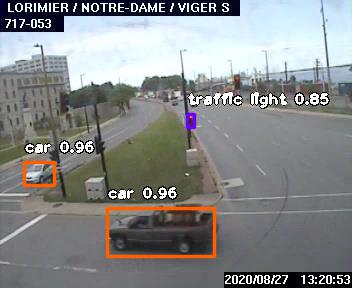 LORIMIER / NOTRE-DAME / VIGER S
717-053
traffic light 0.85
car 0.96
car 0.96
2020/08/27 13:20:53